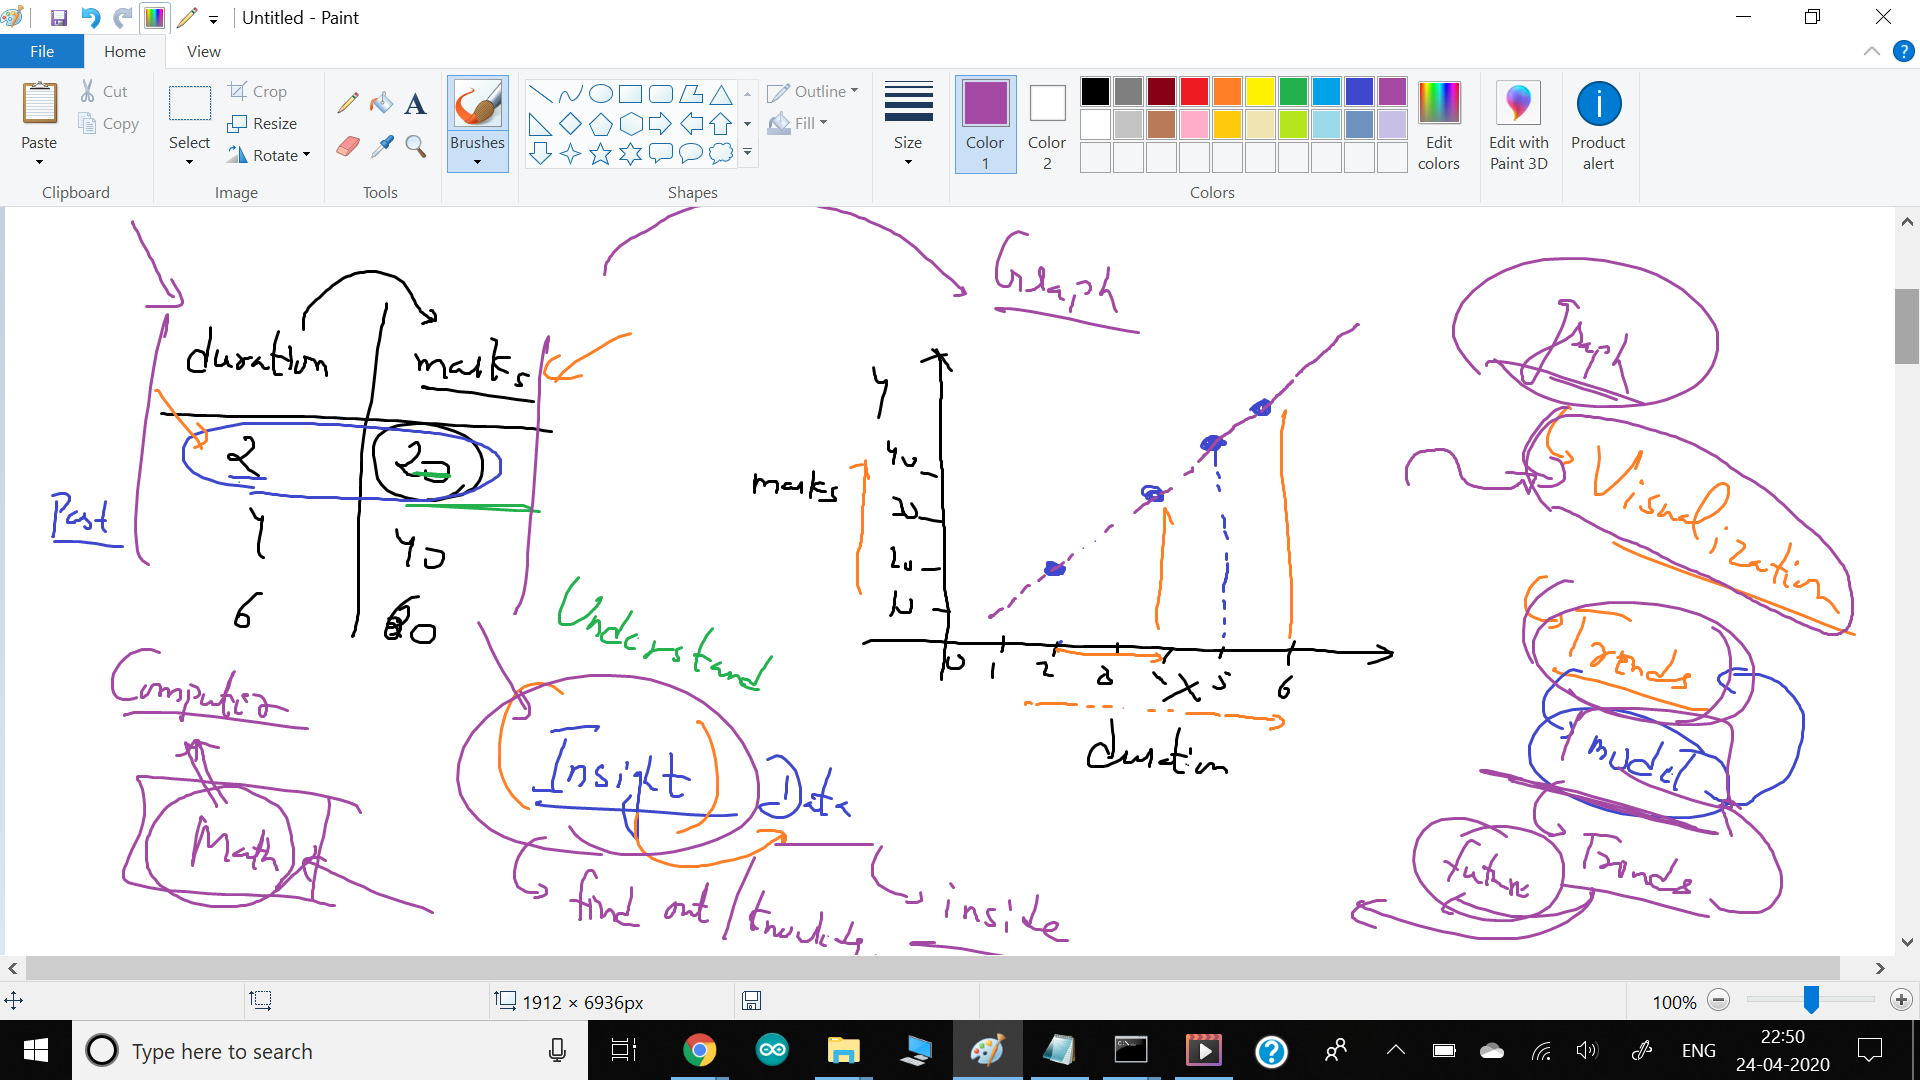 Untitled - Paint
File
Home
View
Paste
Cut
Copy
Clipboard
Select
Crop
Resize
Rotate
Image
A
Tools
Brushes
Outline
Fill
Shapes
Size
Color 1
Color 2
Edit colors
Colors
Edit with Paint 3D
Product alert
Graph
Graph
duration marks
2 20
4 40
6 60
Past
Y
marks
40
30
20
10
0 1 2 3 4 5 6
X
duration
Visualization
Trends
model
Trends
future
Understand
Insight Data
find out /
inside
Computer
Math
1912 × 6936px
100%
Type here to search
ENG
22:50
24-04-2020